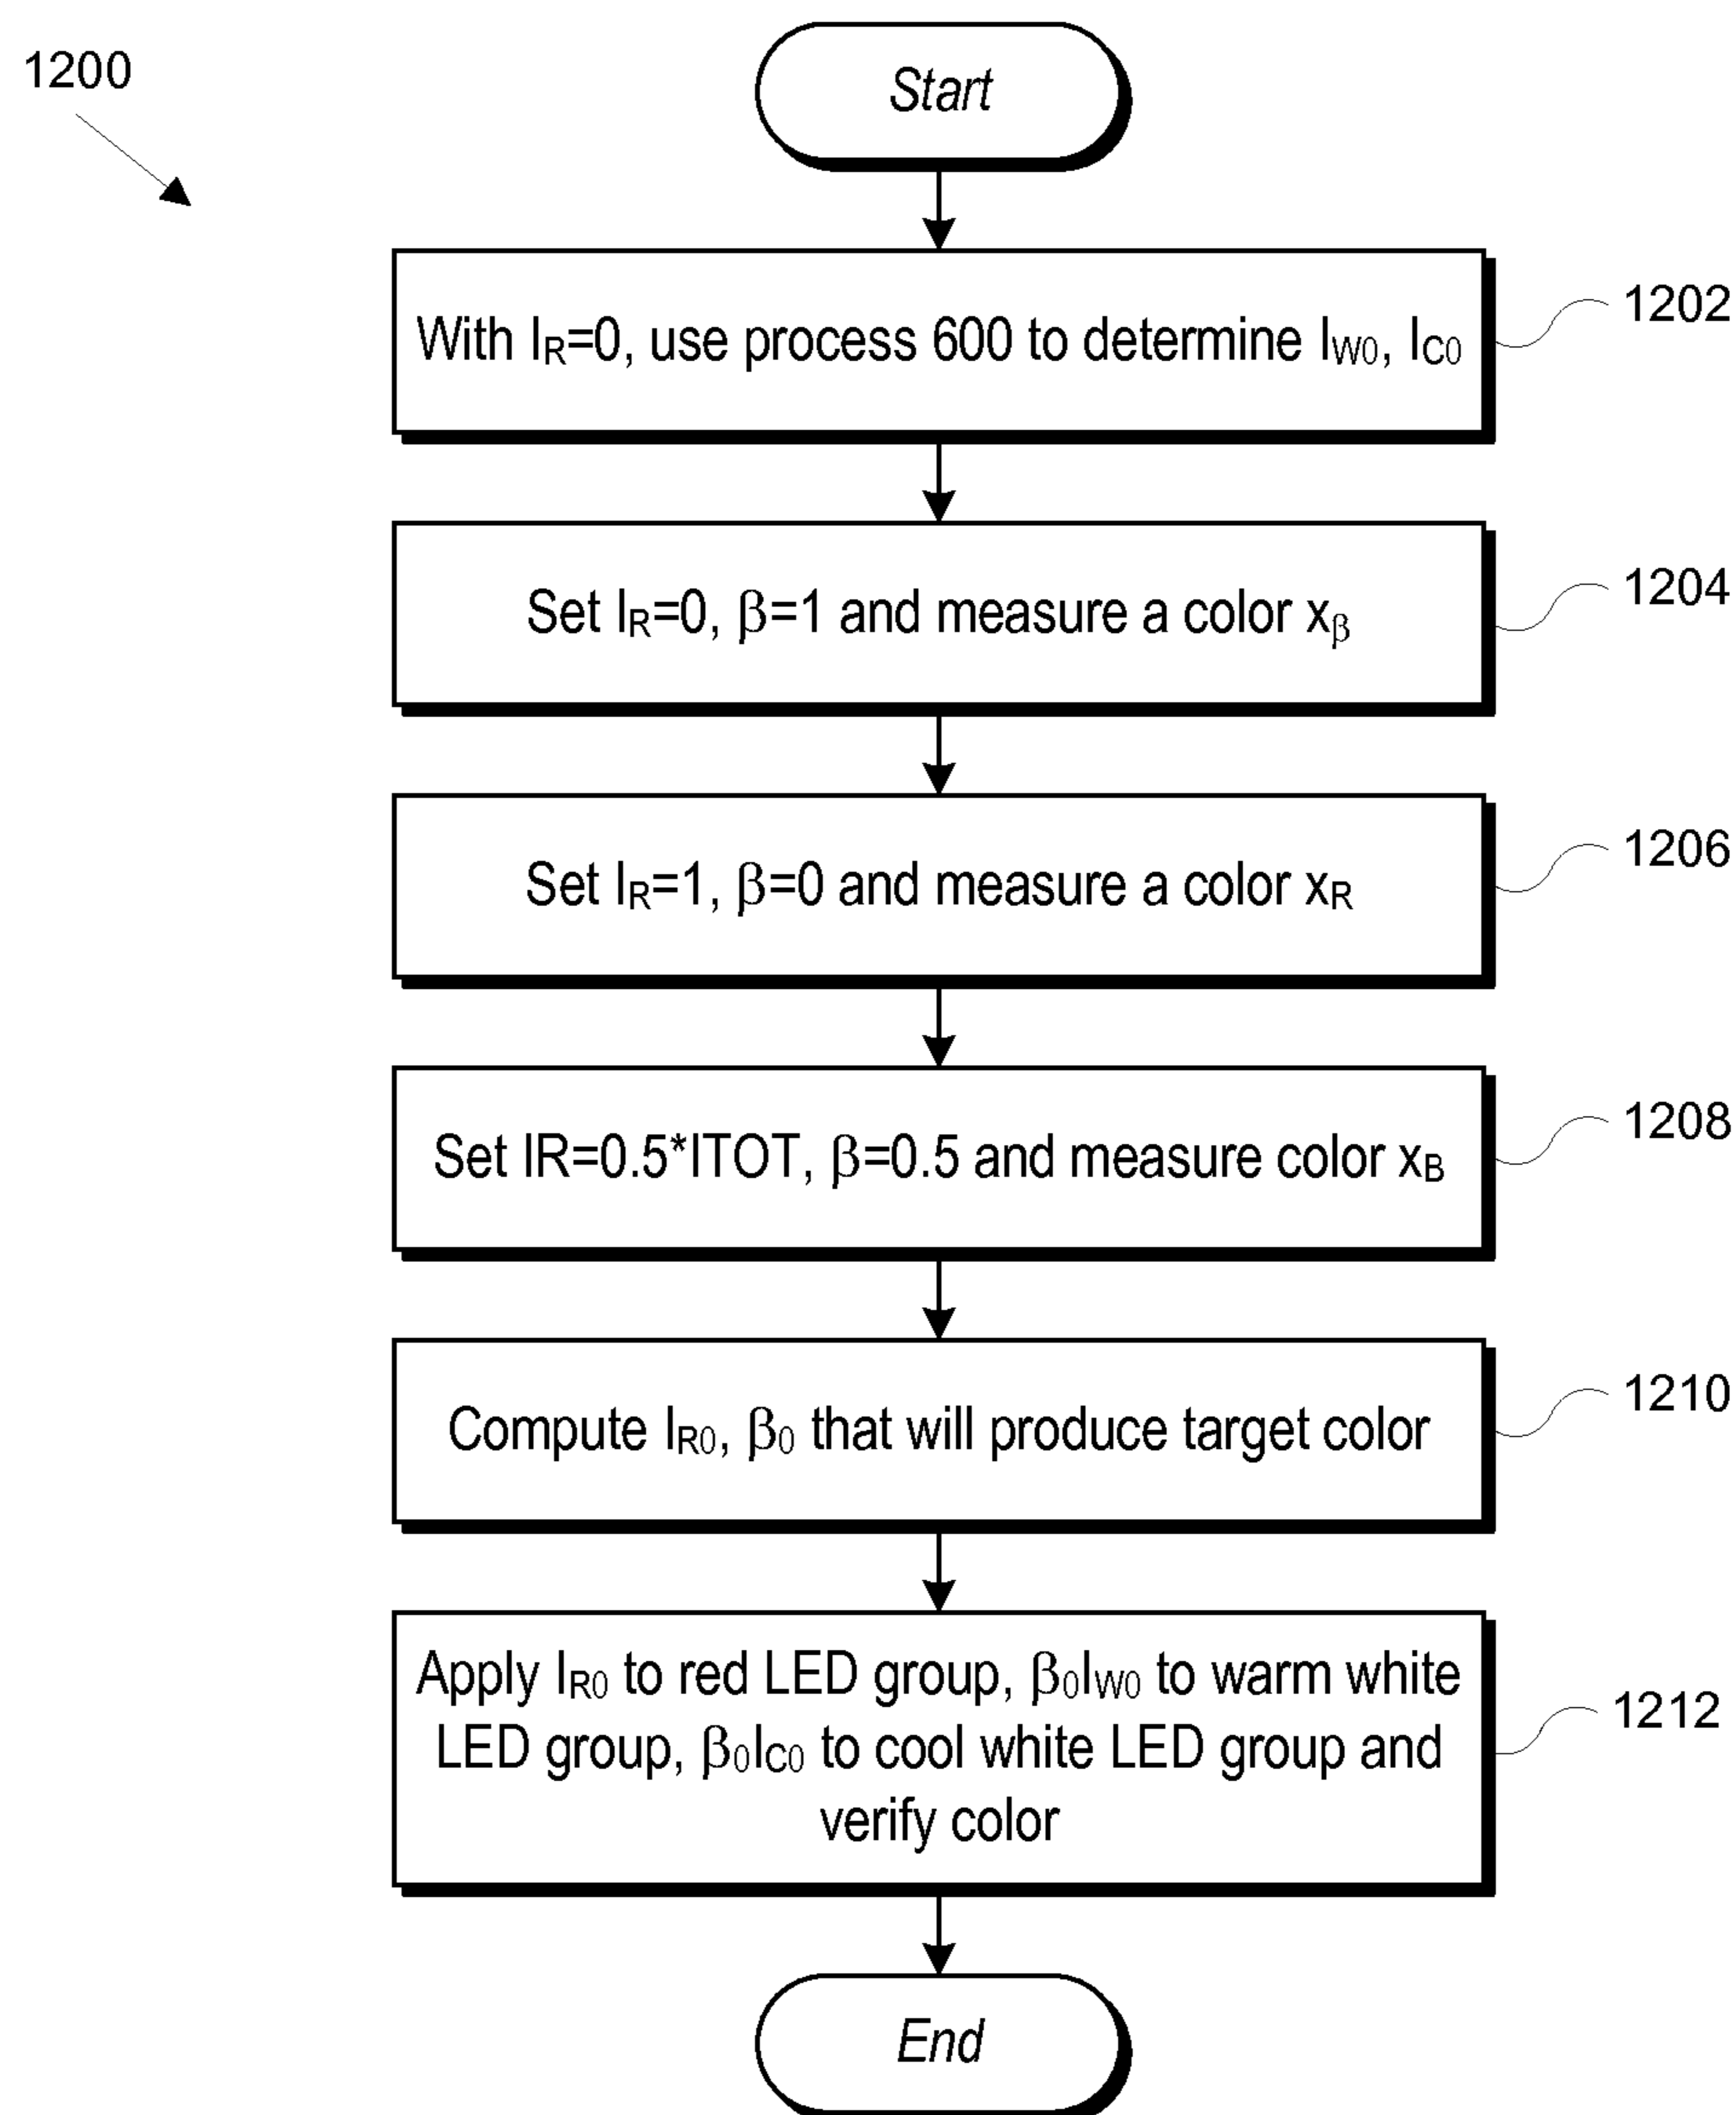 1200
Start
With IR=0, use process 600 to determine IW0, IC0
1202
Set IR=0, β=1 and measure a color xβ
1204
Set IR=1, β=0 and measure a color xR
1206
Set IR=0.5*ITOT, β=0.5 and measure color xB
1208
Compute IR0, β0 that will produce target color
1210
Apply IR0 to red LED group, β0IW0 to warm white
LED group, β0IC0 to cool white LED group and
verify color
1212
End